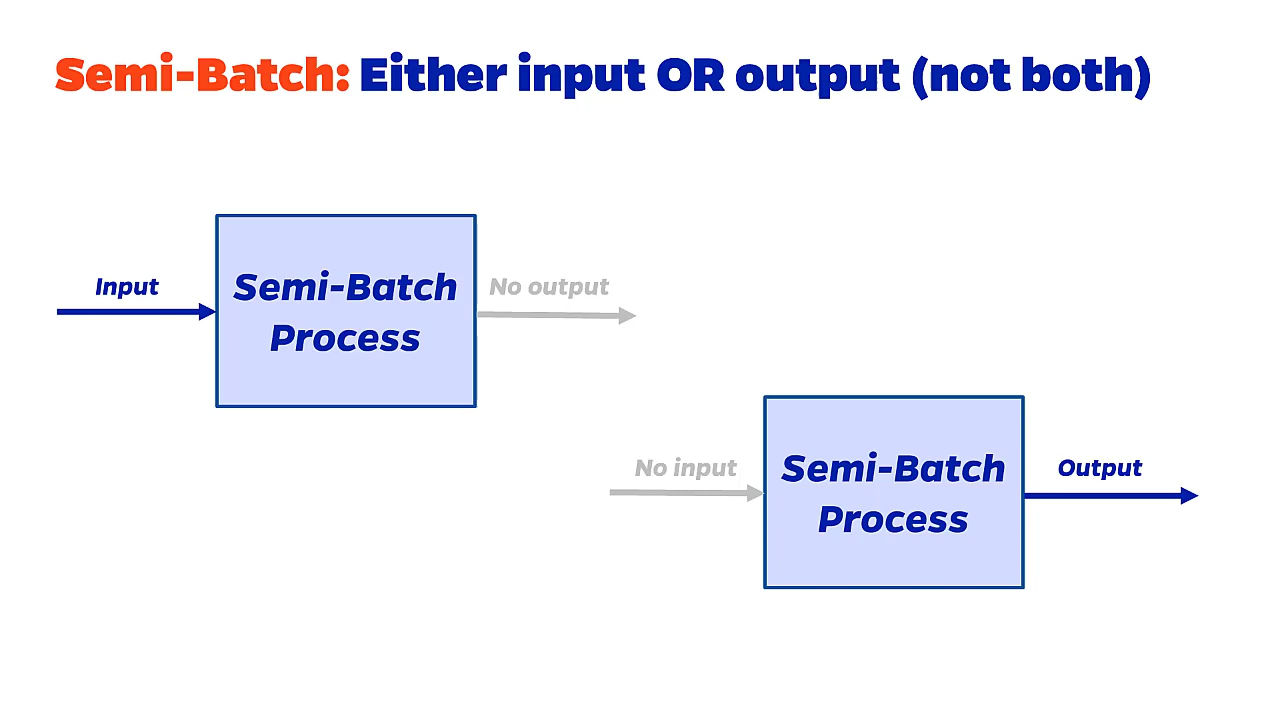 Semi-Batch: Either input OR output (not both)
Input
Semi-Batch
Process
No output
No input
Semi-Batch
Process
Output